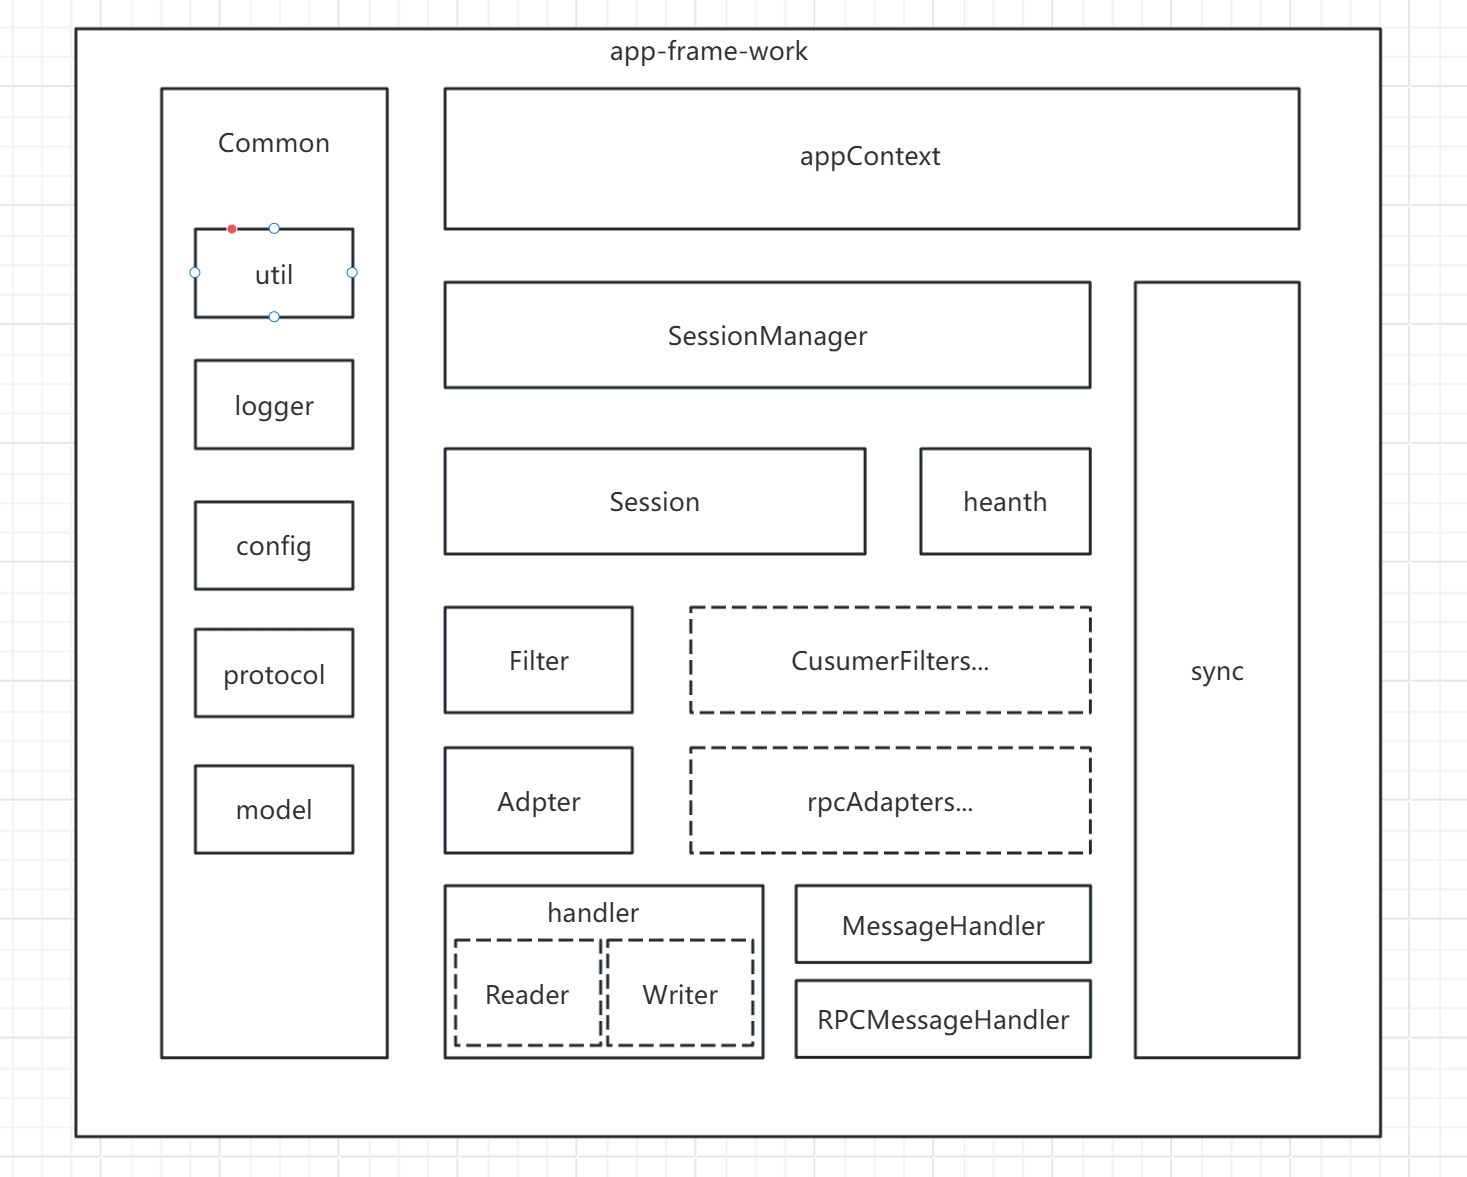 app-frame-work
Common
util
logger
config
protocol
model
appContext
SessionManager
Session
heanth
Filter
CusumerFilters...
Adpter
rpcAdapters...
handler
Reader
Writer
MessageHandler
RPCMessageHandler
sync